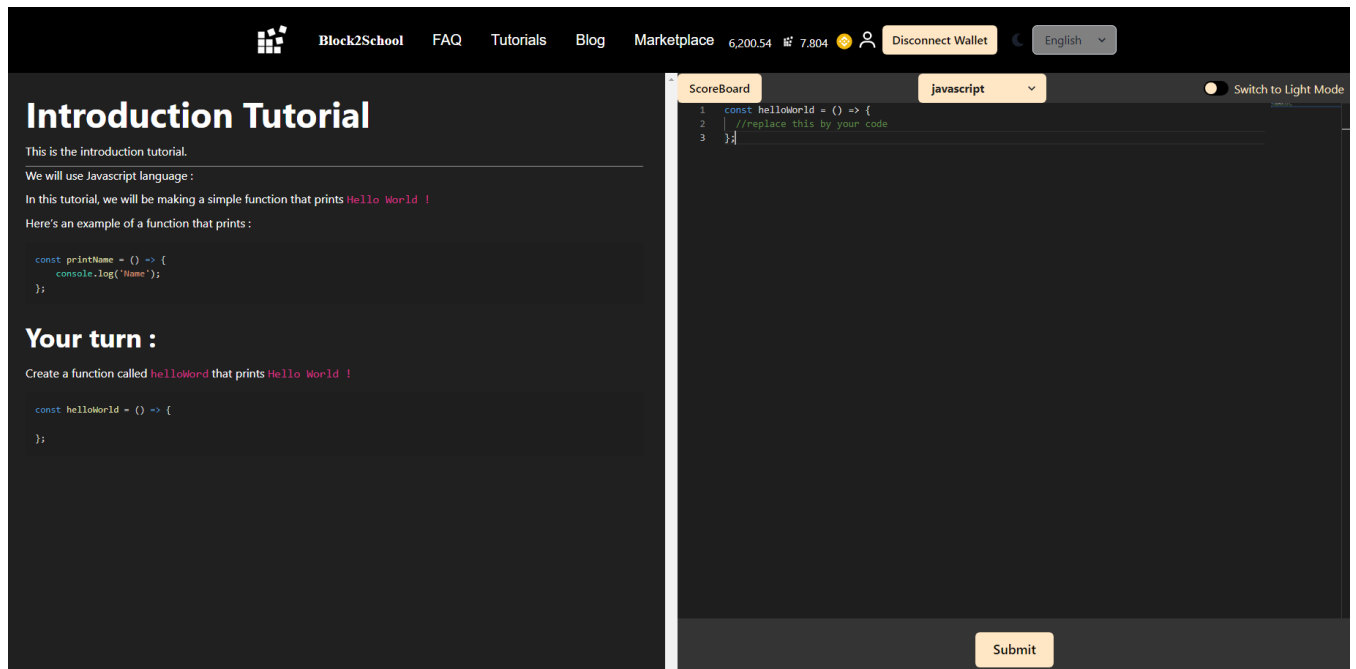 Block2School FAQ Tutorials Blog Marketplace 6,200.54 7.804 Disconnect Wallet English
Introduction Tutorial
This is the introduction tutorial.
We will use Javascript language :
In this tutorial, we will be making a simple function that prints Hello World !
Here's an example of a function that prints :
const printName = () => {
    console.log('Name');
};
Your turn :
Create a function called helloWord that prints Hello World !
const helloWorld = () => {
};
ScoreBoard javascript Switch to Light Mode
1 const helloWorld = () => {
2   //replace this by your code
3 };
Submit